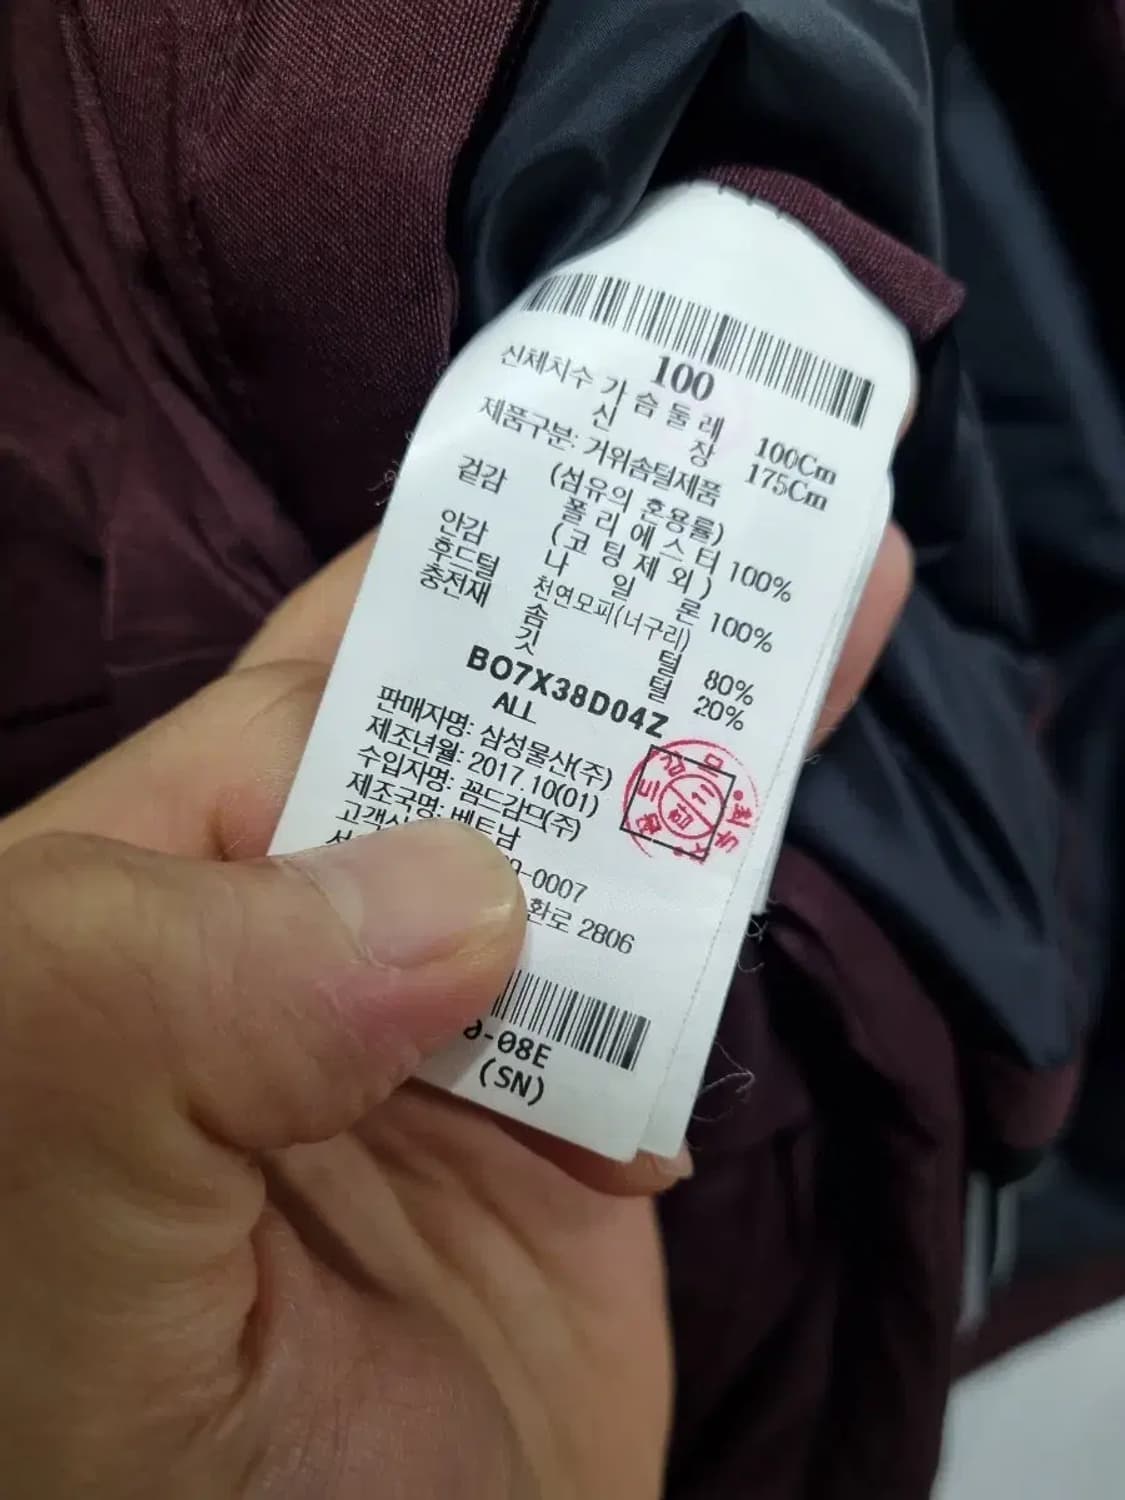 100
신체치수 가슴둘레 100Cm
신장 175Cm
제품구분: 거위솜털제품
(섬유의 혼용률)
겉감 폴리에스터 100%
(코팅제외)
안감 나일론 100%
후드털 천연모피(너구리)
충전재 솜털 80%
깃털 20%
BO7X38D04Z
ALL
판매자명: 삼성물산(주)
제조년월: 2017.10(01)
수입자명: 꼼드감므(주)
제조국명: 베트남
고객상
-0007
환로 2806
-08E
(SN)